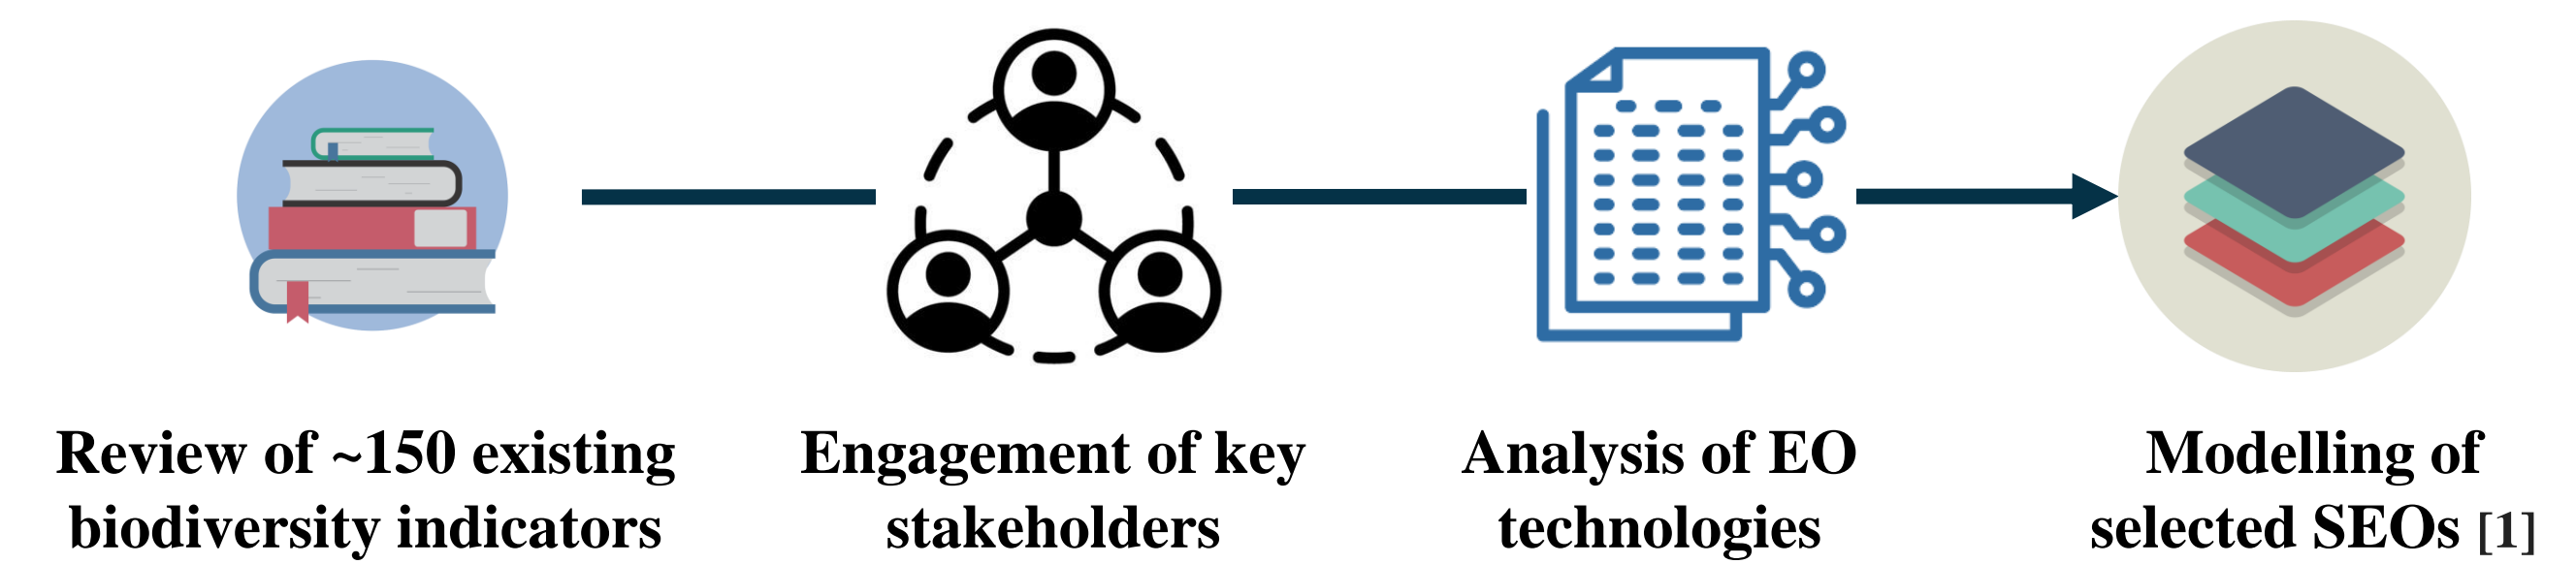 Review of ~150 existing
biodiversity indicators
Engagement of key
stakeholders
Analysis of EO
technologies
Modelling of
selected SEOs [1]